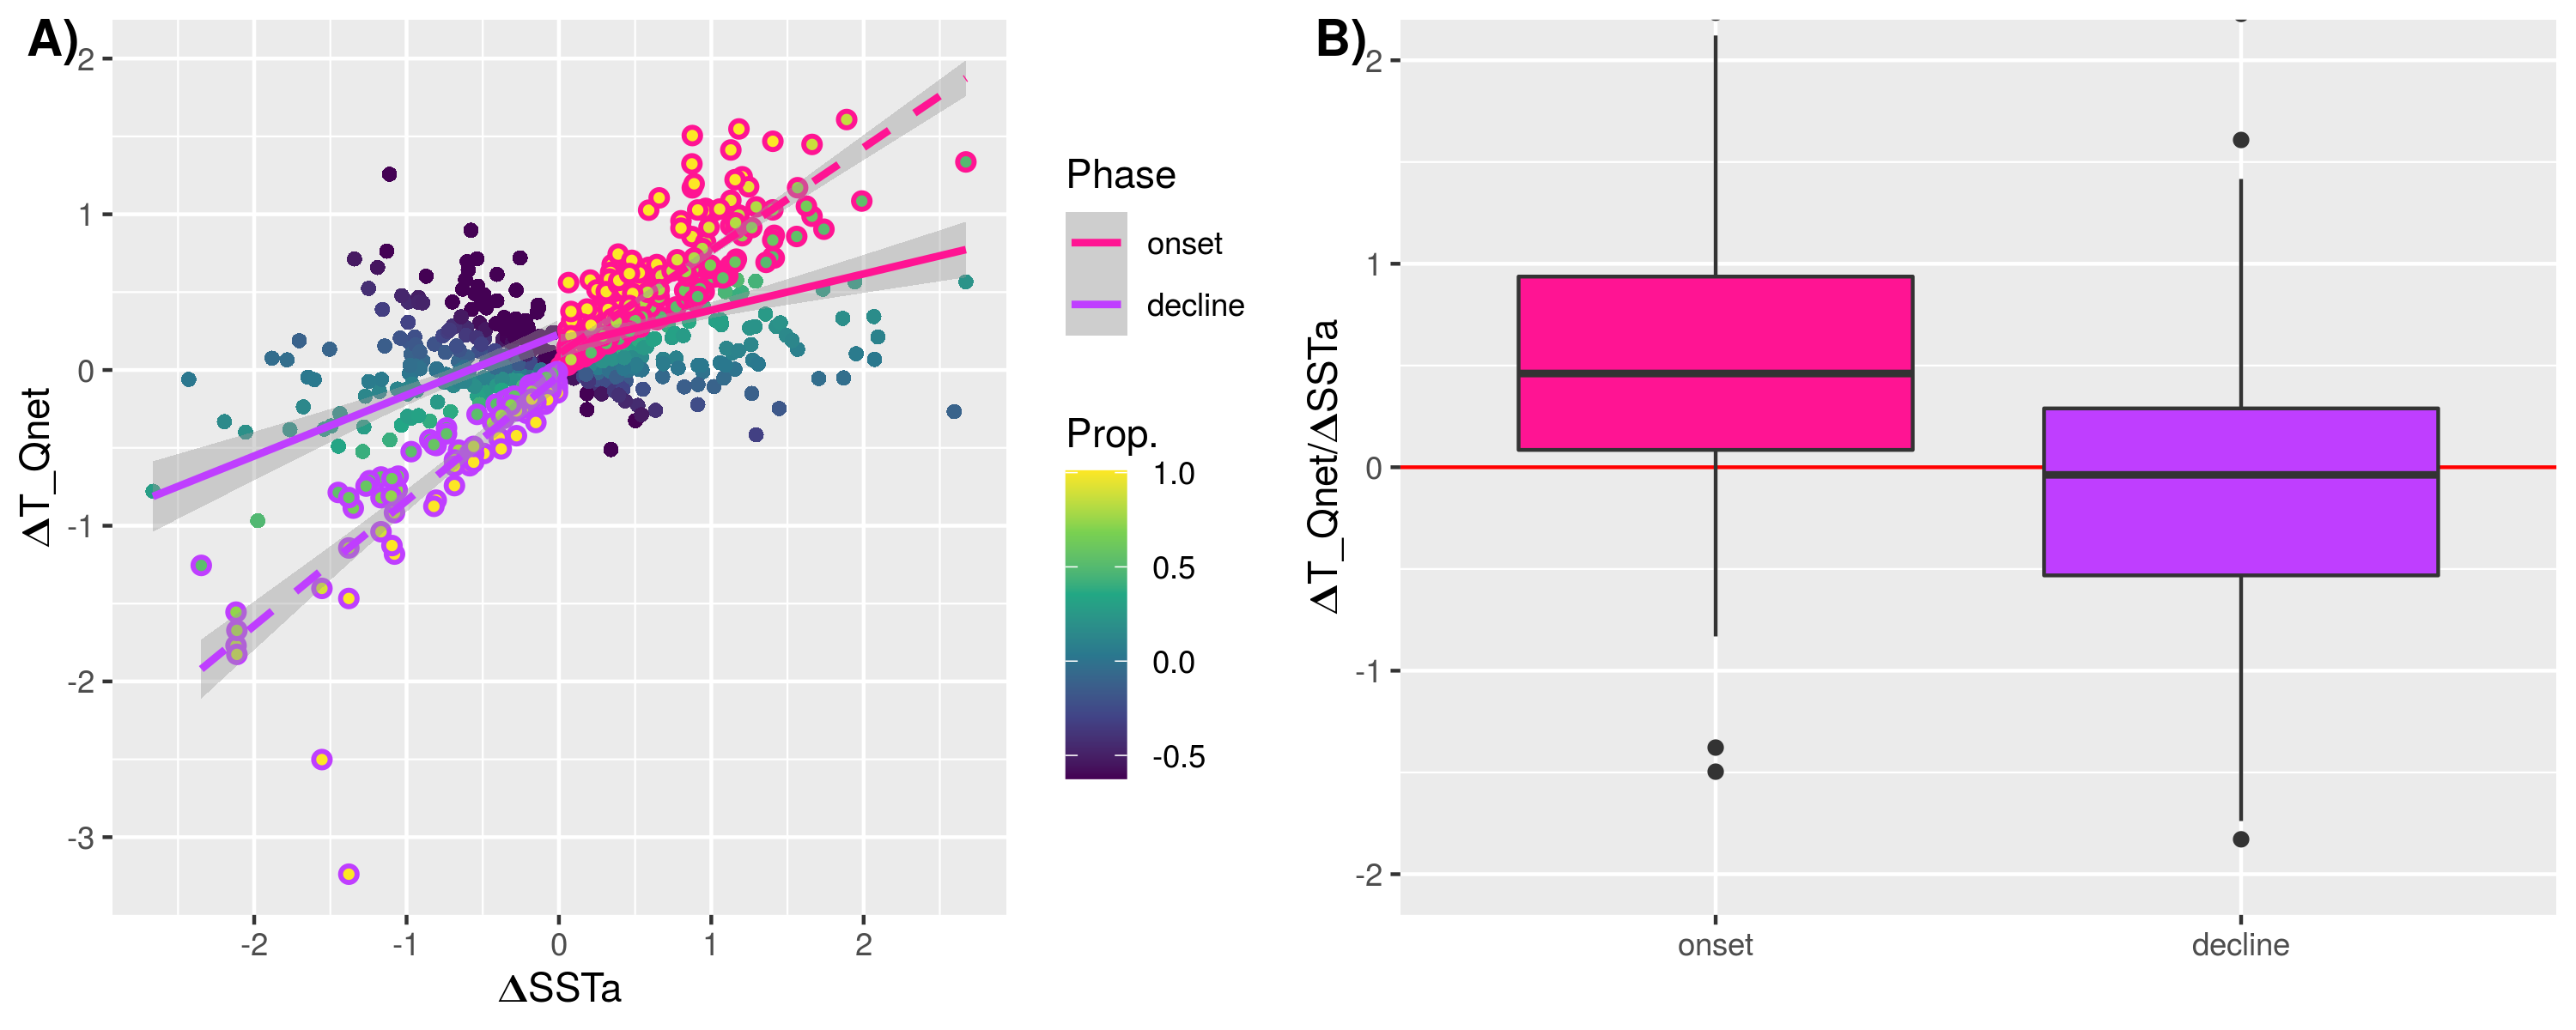 A)
2
1
0
-1
-2
-3
ΔT_Qnet
-2 -1 0 1 2
ΔSSTa
Phase
onset
decline
Prop.
1.0
0.5
0.0
-0.5
B)
2
1
0
-1
-2
ΔT_Qnet/ΔSSTa
onset decline